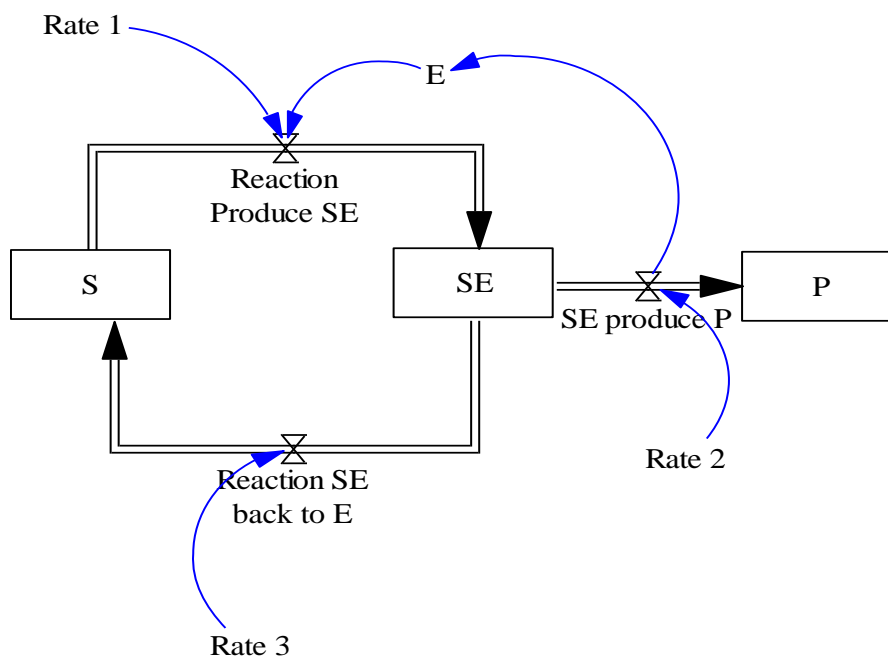 Rate 1
E
Reaction
Produce SE
S
SE
P
SE produce P
Rate 2
Reaction SE
back to E
Rate 3